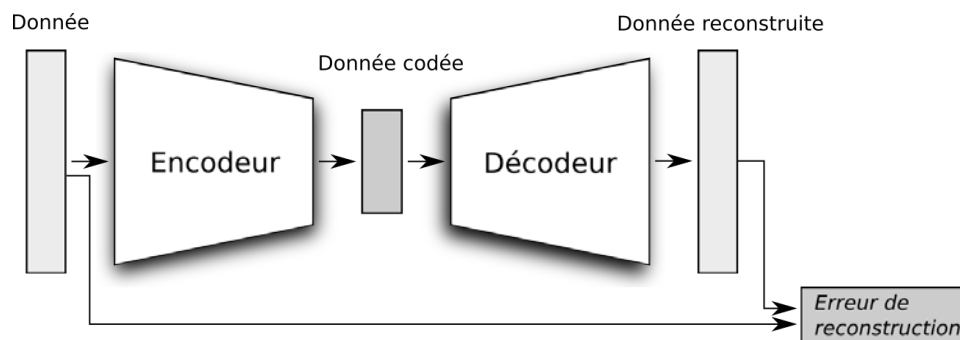 Donnée
Donnée reconstruite
Donnée codée
Encodeur
Décodeur
Erreur de
reconstruction